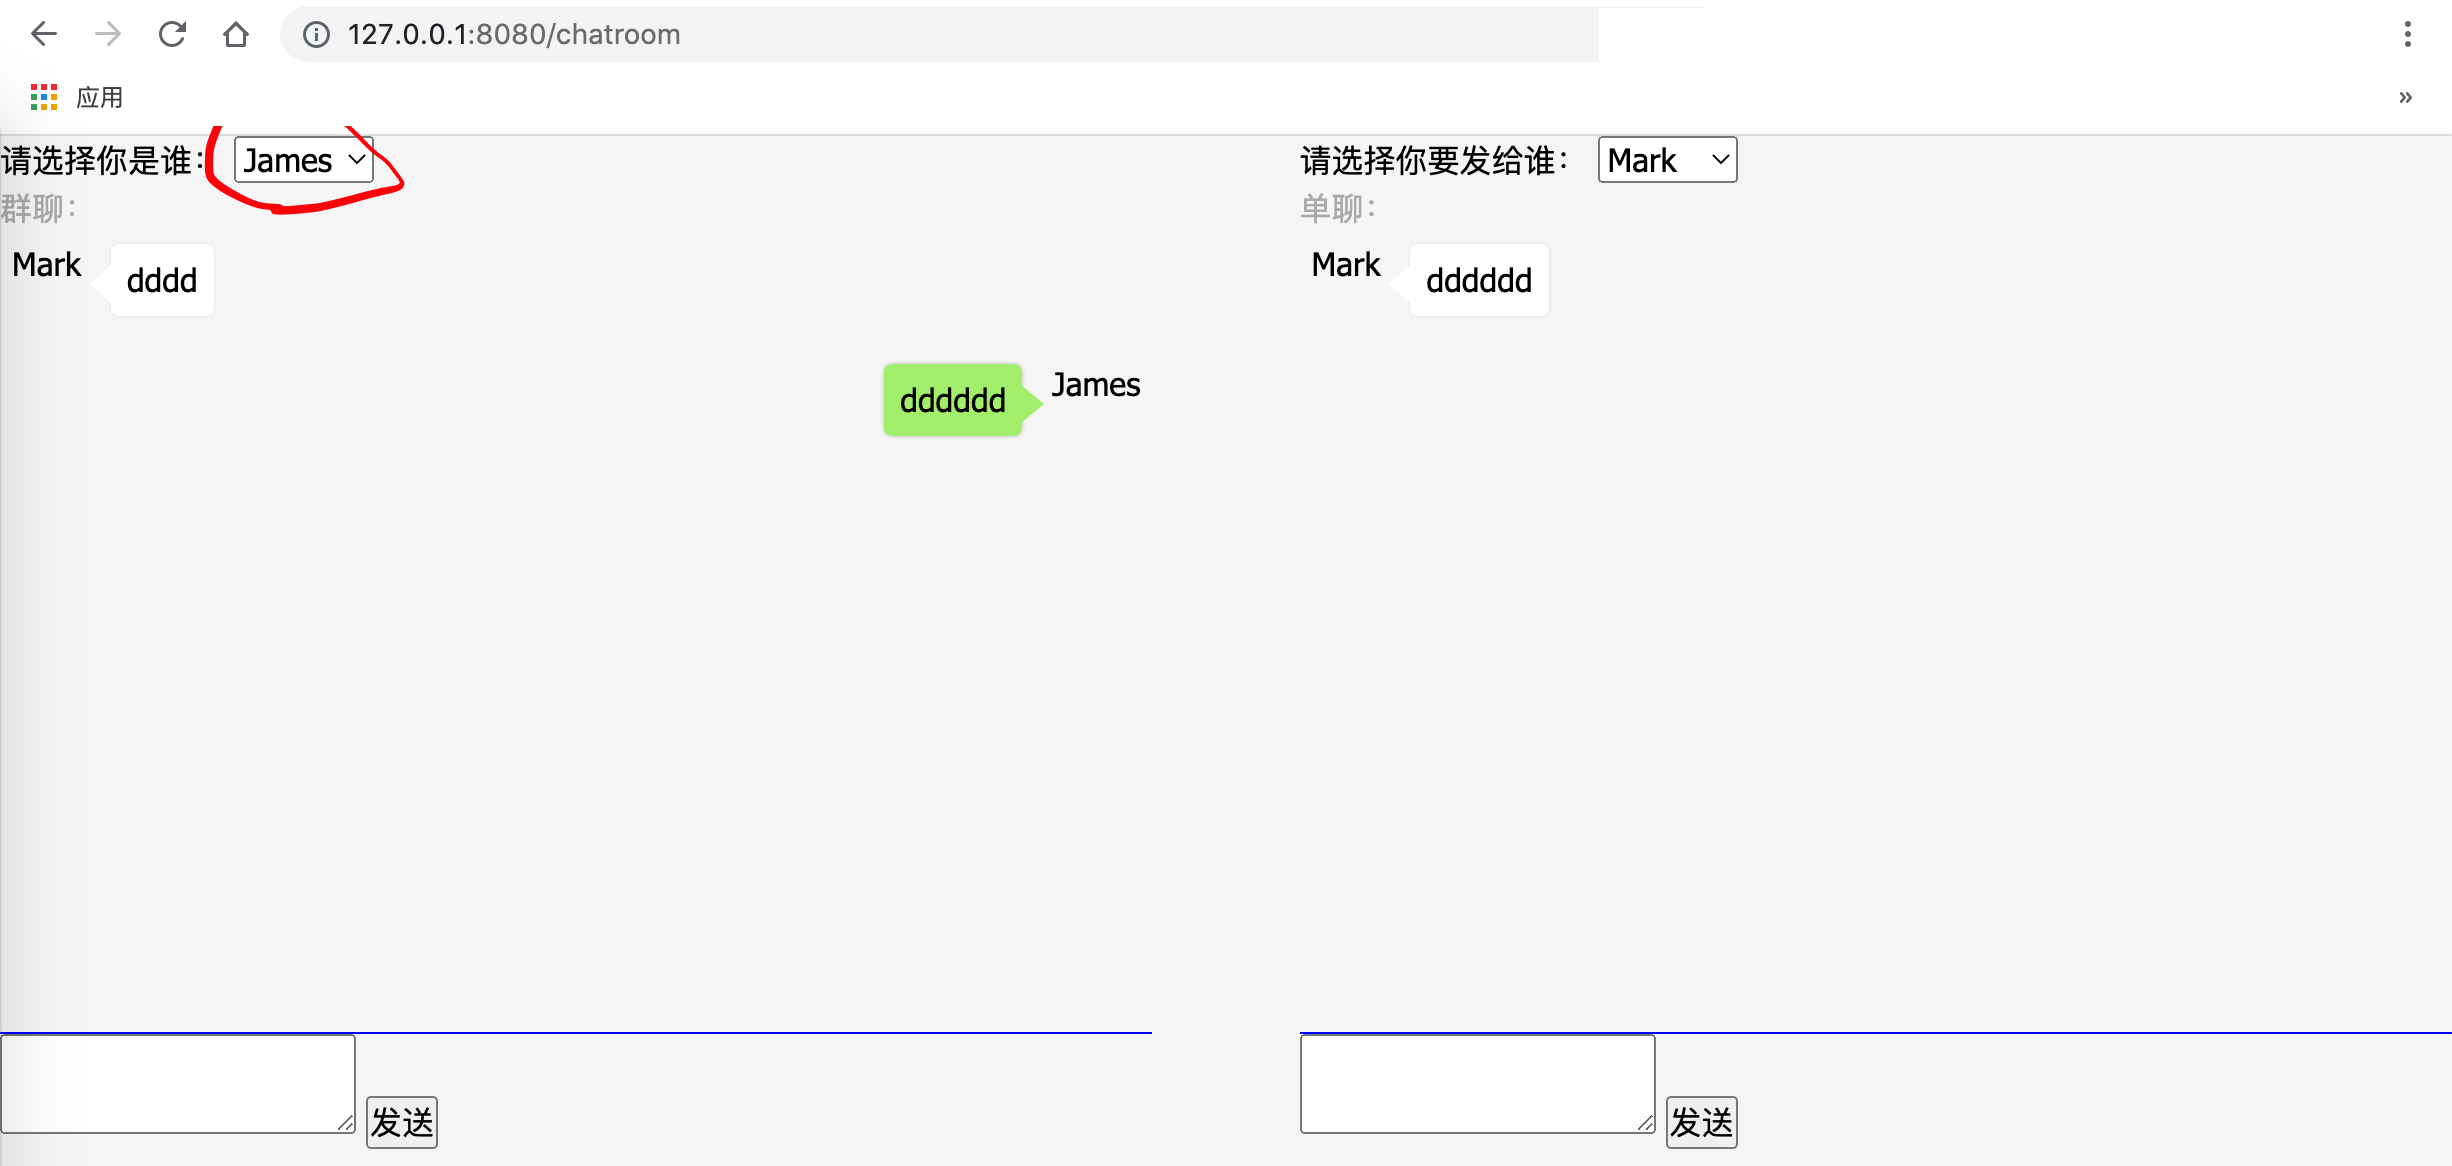 127.0.0.1:8080/chatroom
应用
»
请选择你是谁： James
群聊：
Mark dddd
dddddd James
发送
请选择你要发给谁： Mark
单聊：
Mark dddddd
发送